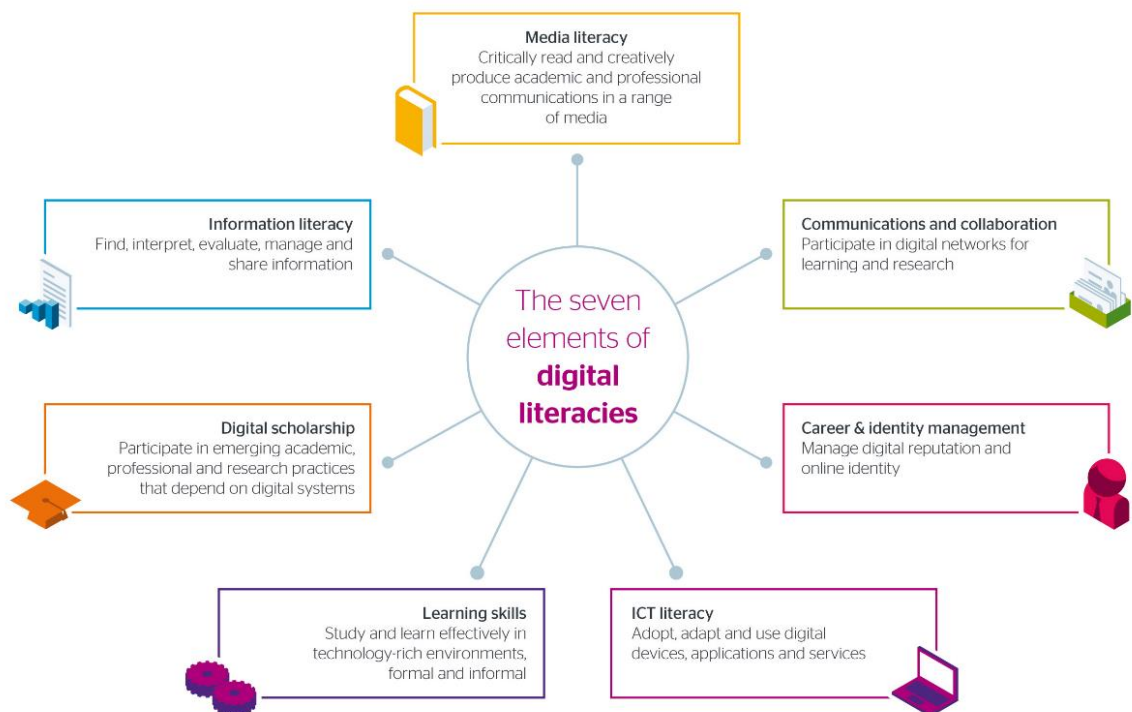 Media literacy
Critically read and creatively
produce academic and professional
communications in a range
of media
Information literacy
Find, interpret, evaluate, manage and
share information
Communications and collaboration
Participate in digital networks for
learning and research
The seven
elements of
digital
literacies
Digital scholarship
Participate in emerging academic,
professional and research practices
that depend on digital systems
Career & identity management
Manage digital reputation and
online identity
Learning skills
Study and learn effectively in
technology-rich environments,
formal and informal
ICT literacy
Adopt, adapt and use digital
devices, applications and services